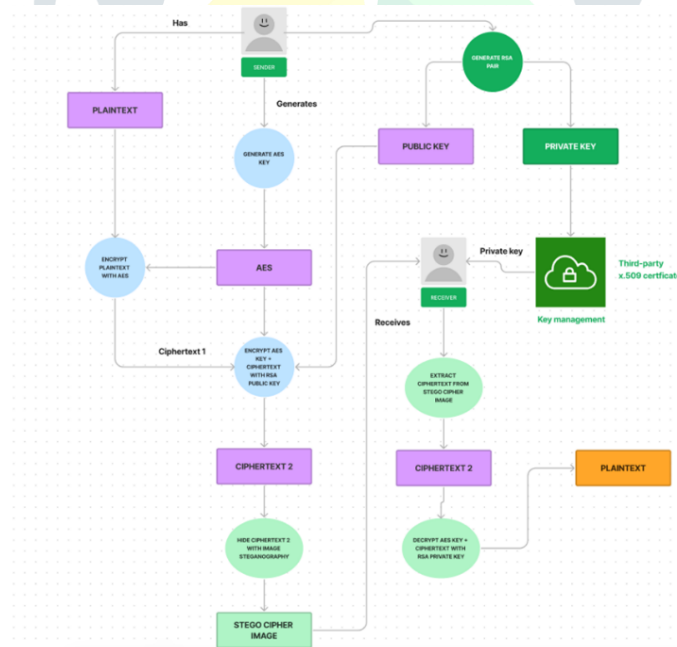 Has
SENDER
GENERATE RSA
PAIR
PLAINTEXT
Generates
GENERATE AES
KEY
PUBLIC KEY
PRIVATE KEY
ENCRYPT
PLAINTEXT
WITH AES
AES
RECEIVER
Private key
Third-party
x.509 certficat
Key management
Receives
Ciphertext 1
ENCRYPT AES
KEY +
CIPHERTEXT
WITH RSA
PUBLIC KEY
EXTRACT
CIPHERTEXT FROM
STEGO CIPHER
IMAGE
CIPHERTEXT 2
CIPHERTEXT 2
PLAINTEXT
HIDE CIPHERTEXT 2
WITH IMAGE
STEGANOGRAPHY
DECRYPT AES KEY +
CIPHERTEXT WITH
RSA PRIVATE KEY
STEGO CIPHER
IMAGE